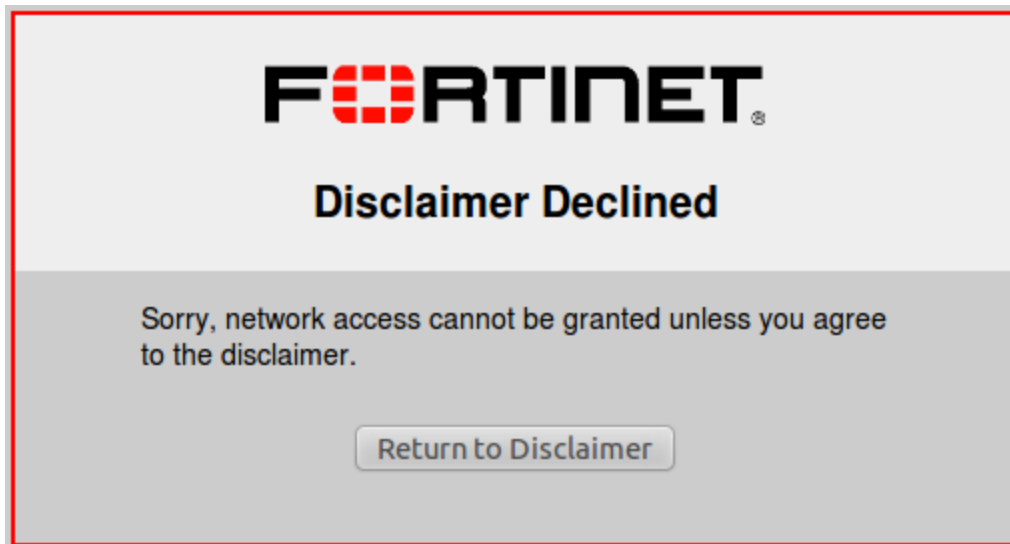 FORTINET®
Disclaimer Declined
Sorry, network access cannot be granted unless you agree
to the disclaimer.
Return to Disclaimer